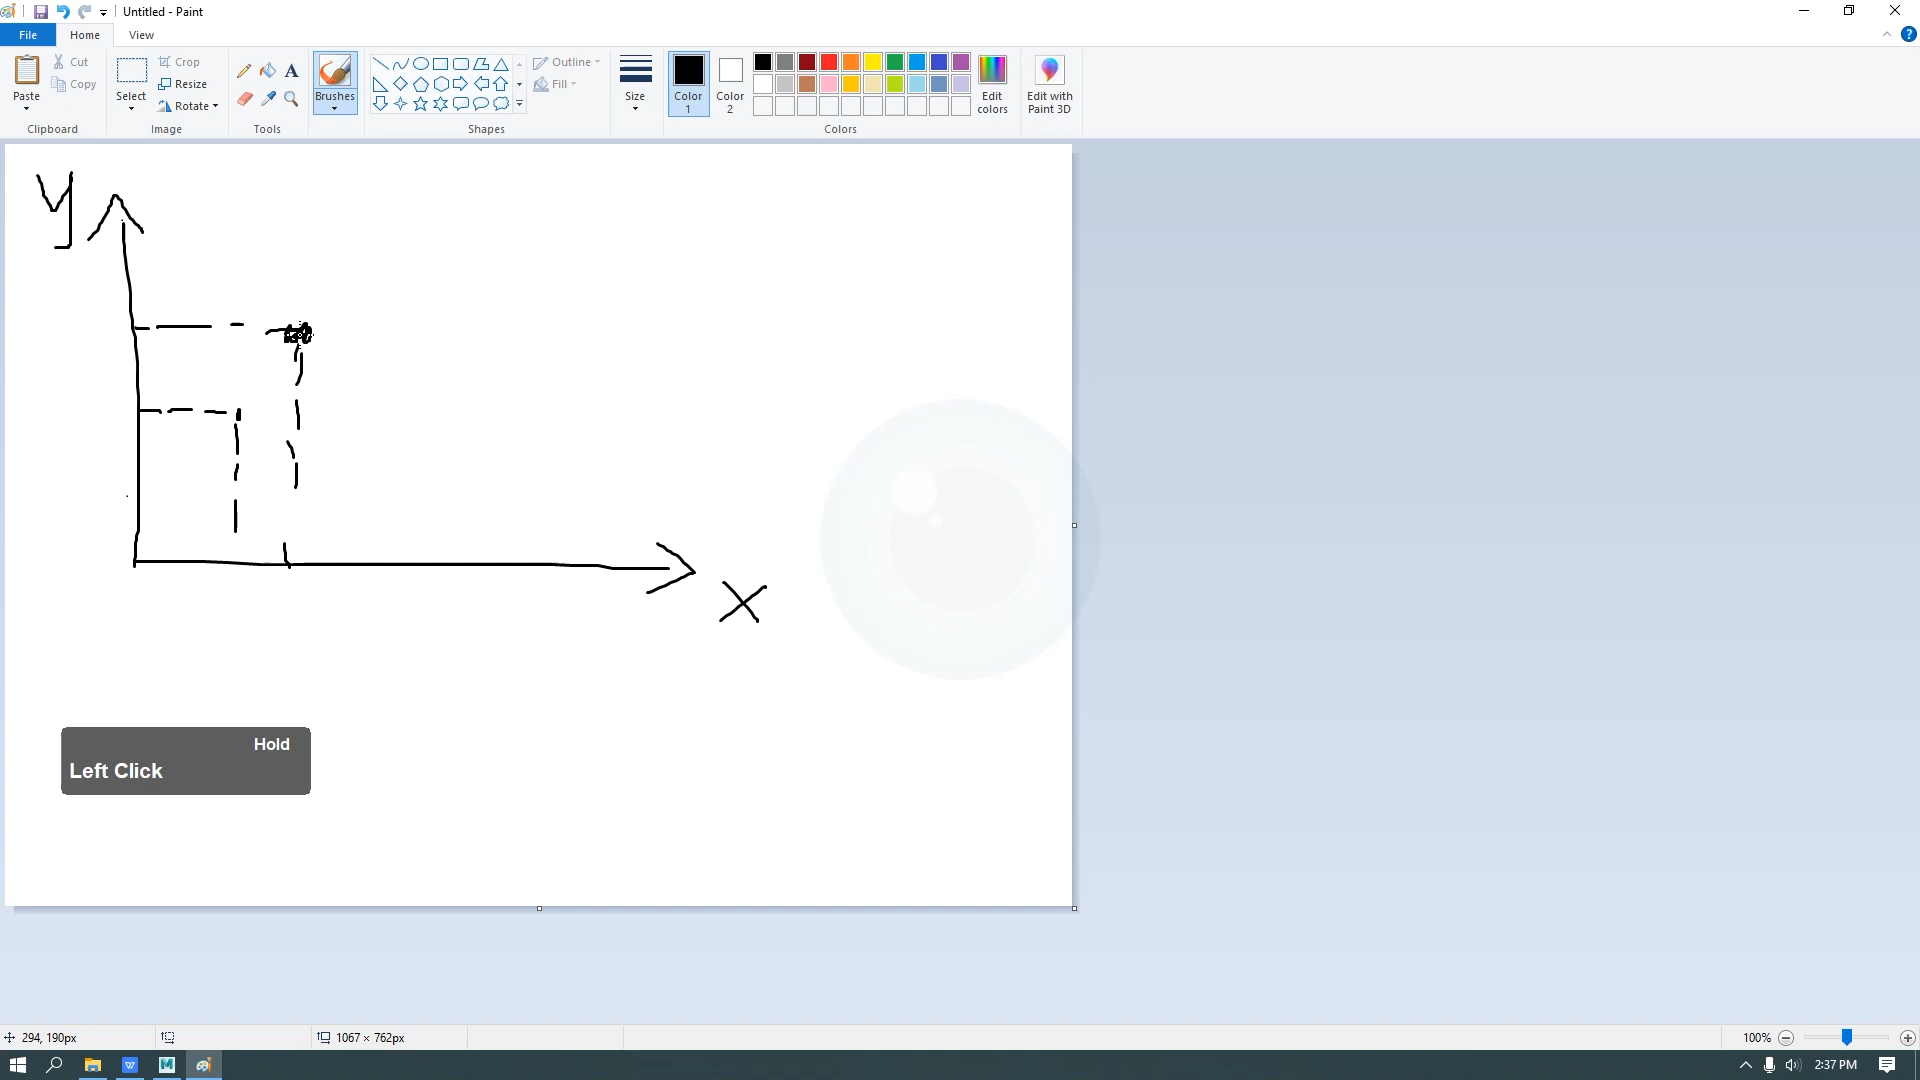 Untitled - Paint
File
Home
View
Paste
Cut
Copy
Clipboard
Select
Crop
Resize
Rotate
Image
Tools
Brushes
Shapes
Outline
Fill
Size
Color 1
Color 2
Edit colors
Colors
Edit with Paint 3D
y
x
Hold
Left Click
294, 190px
1067 × 762px
100%
2:37 PM